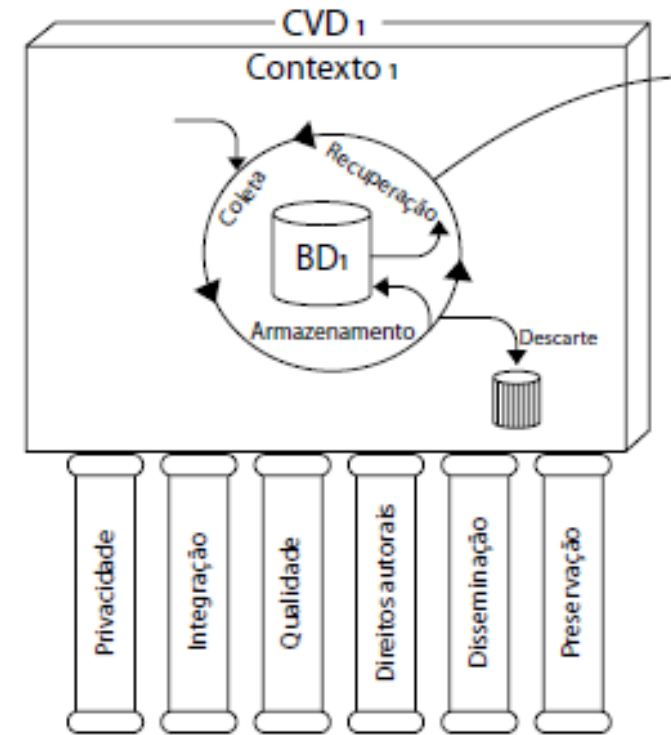 CVD 1
Contexto 1
Coleta
Recuperação
BD1
Armazenamento
Descarte
Privacidade
Integração
Qualidade
Direitos autorais
Disseminação
Preservação